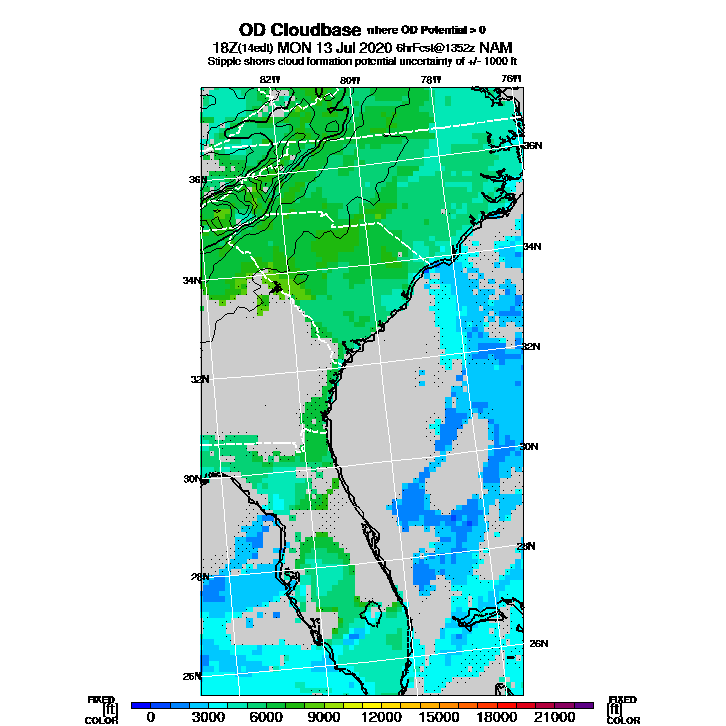 OD Cloudbase where OD Potential > 0
18Z(14edt) MON 13 Jul 2020 6hrFcst@1352z NAM
Stipple shows cloud formation potential uncertainty of +/- 1000 ft
82W 80W 78W 76W
36N
36N
34N
34N
32N
32N
30N
30N
28N
28N
26N
26N
FIXED FIXED
[ft] [ft]
COLOR 0 3000 6000 9000 12000 15000 18000 21000 COLOR